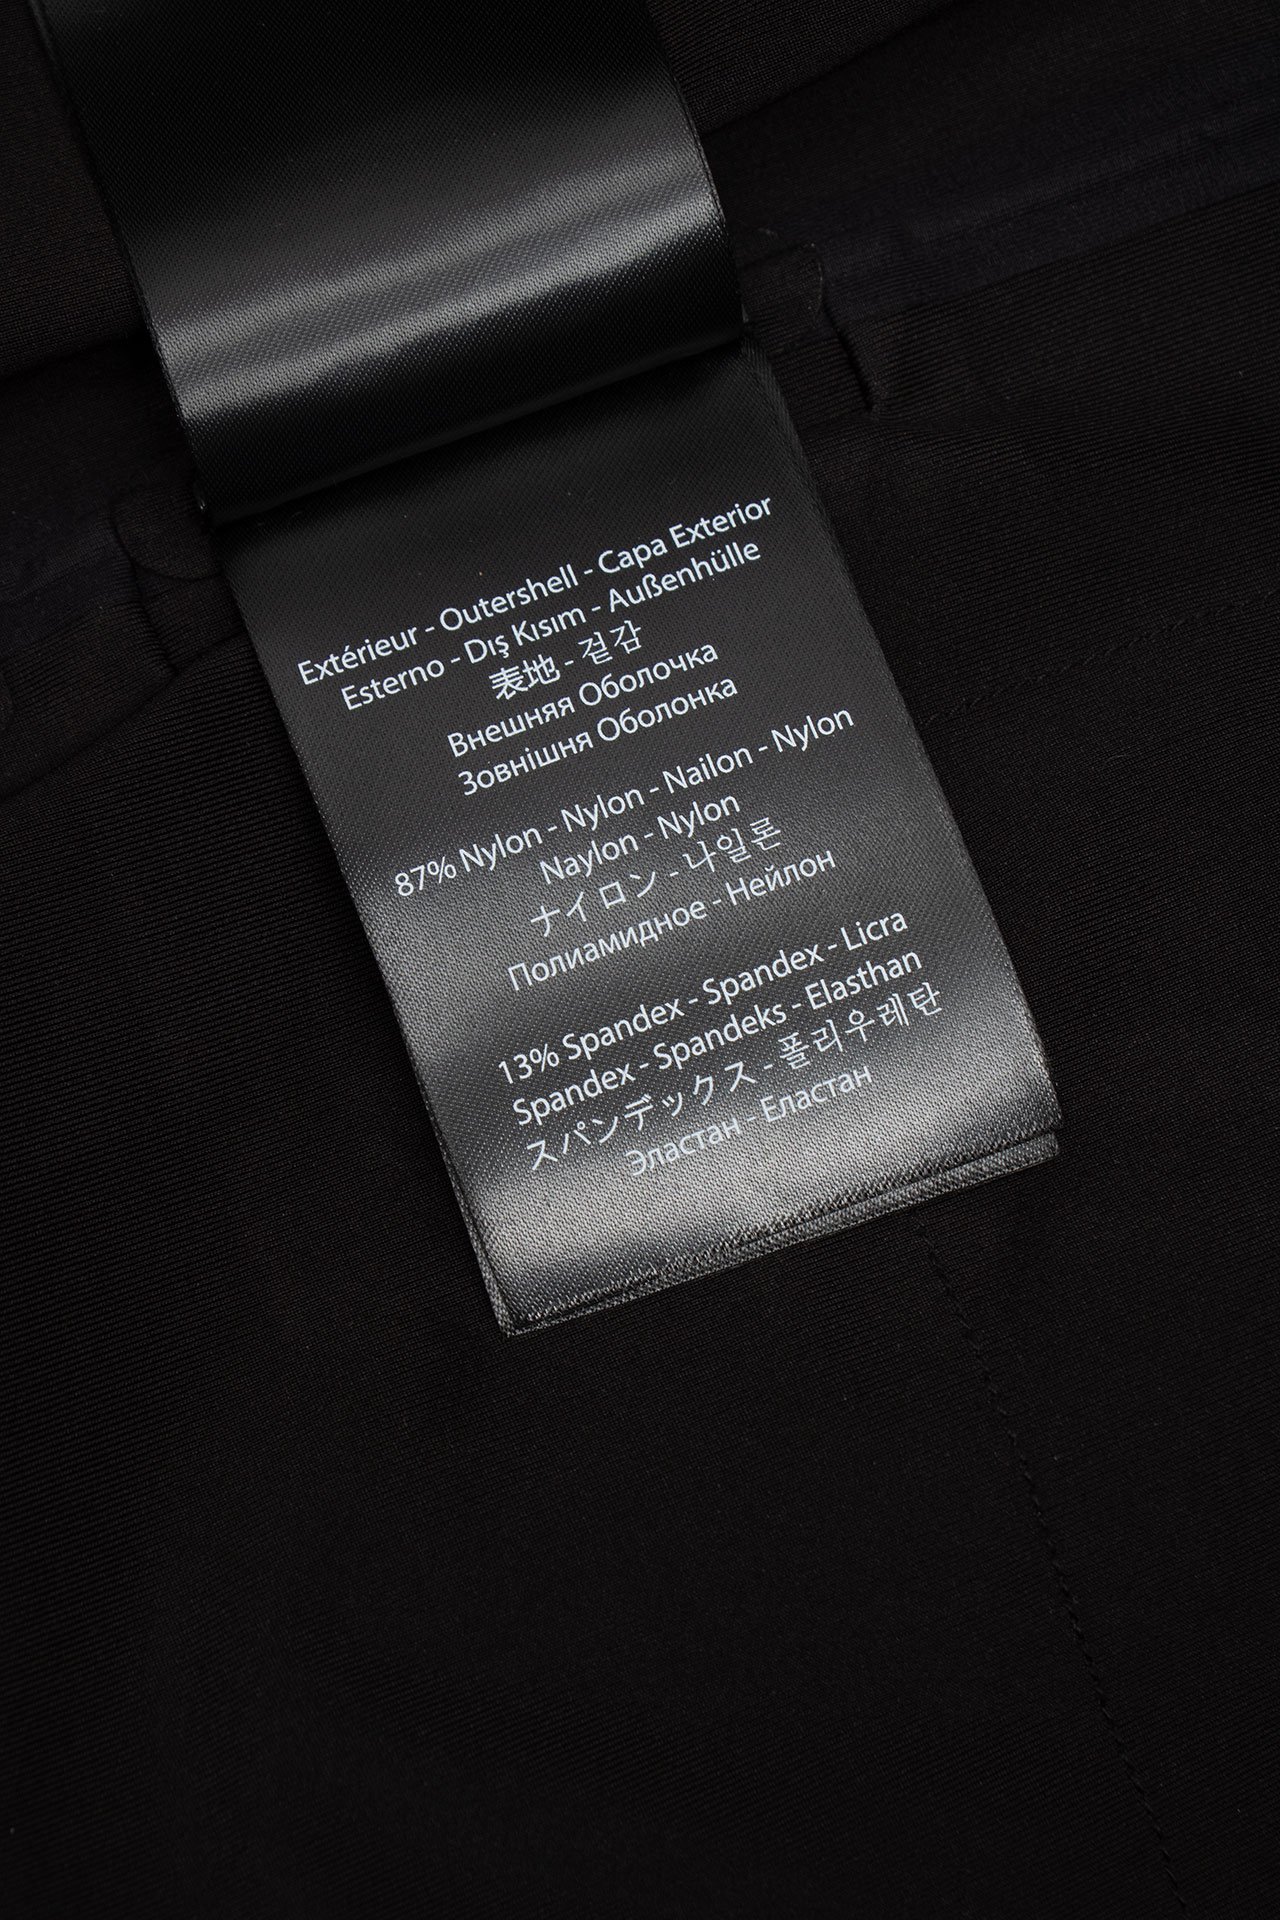 Extérieur - Outershell - Capa Exterior
Esterno - Dış Kısım - Außenhülle
表地 - 겉감
Внешняя Оболочка
Зовнішня Оболонка
87% Nylon - Nylon - Nailon - Nylon
Naylon - Nylon
ナイロン - 나일론
Полиамидное - Нейлон
13% Spandex - Spandex - Licra
Spandex - Spandeks - Elasthan
スパンデックス - 폴리우레탄
Эластан - Еластан